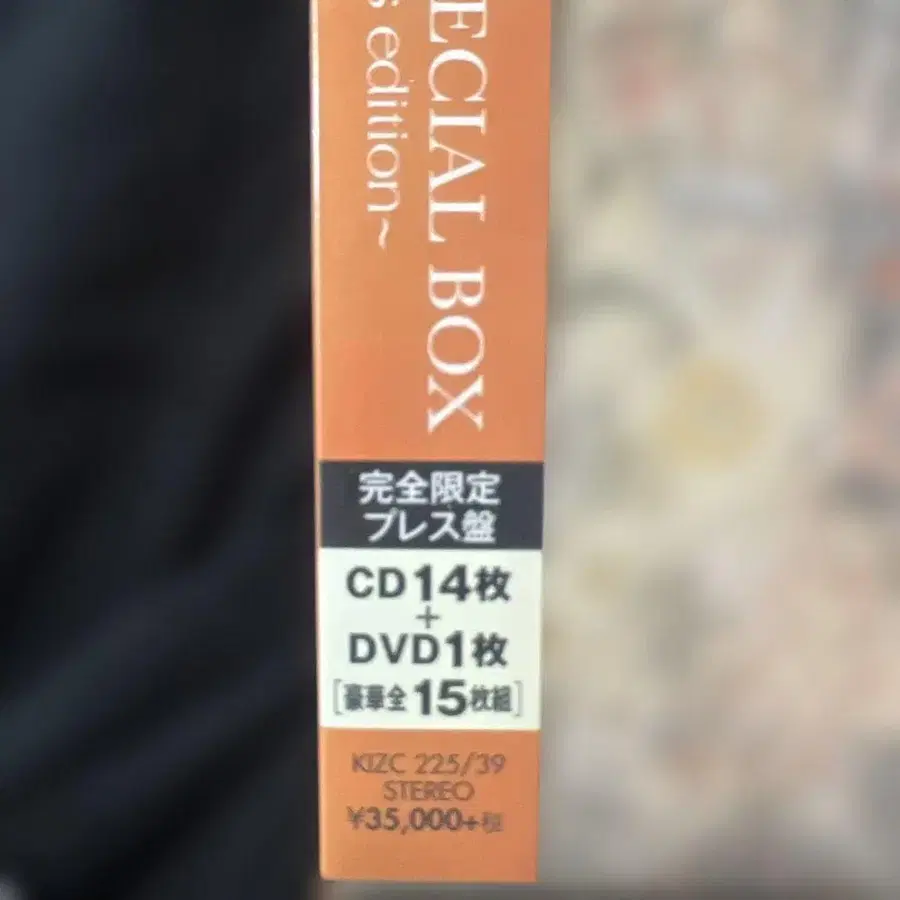 ECIAL BOX
s edition~
完全限定
プレス盤
CD14枚
+
DVD1枚
[豪華全15枚組]
KIZC 225/39
STEREO
¥35,000+税